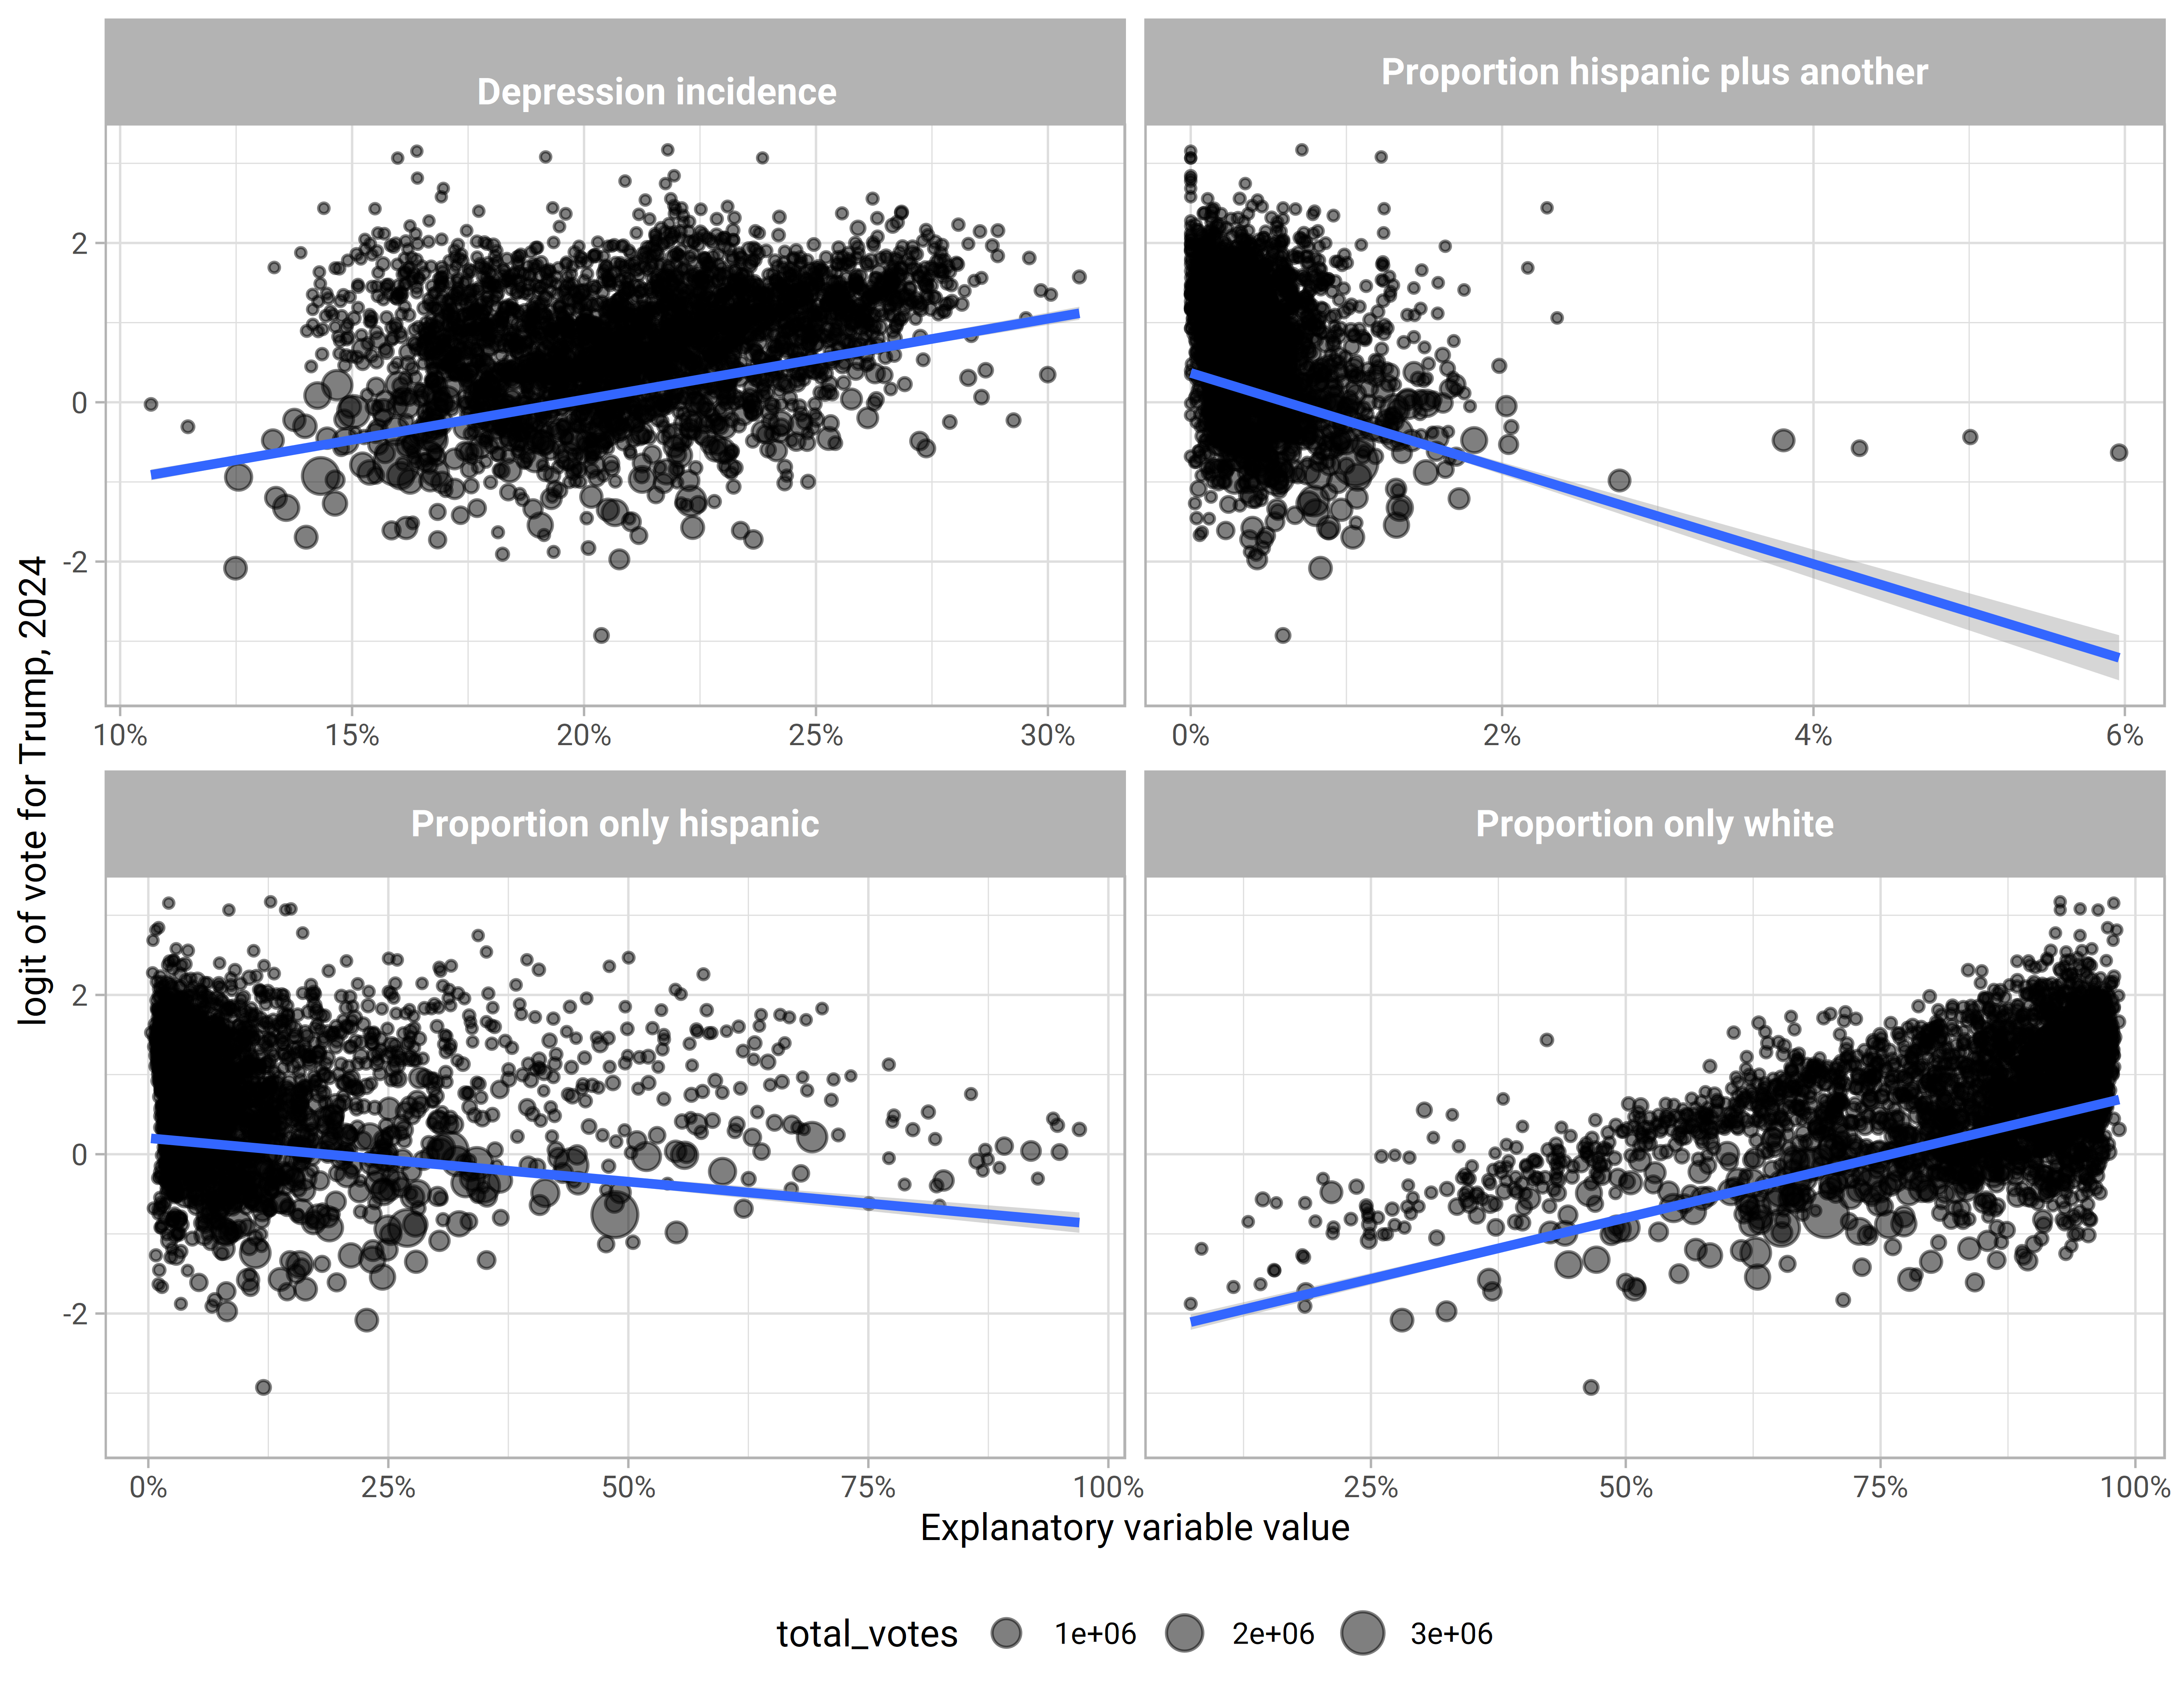 Depression incidence
Proportion hispanic plus another
logit of vote for Trump, 2024
2
0
-2
10% 15% 20% 25% 30%
0% 2% 4% 6%
Proportion only hispanic
Proportion only white
2
0
-2
0% 25% 50% 75% 100%
25% 50% 75% 100%
Explanatory variable value
total_votes 1e+06 2e+06 3e+06